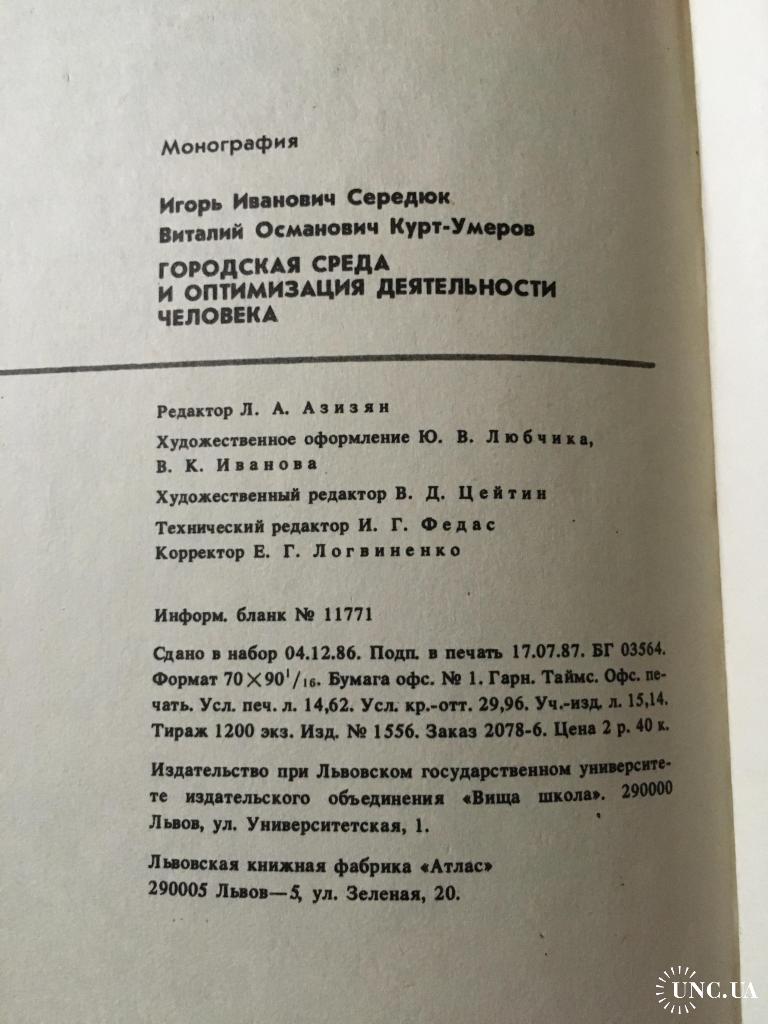 Монография
Игорь Иванович Середюк
Виталий Османович Курт-Умеров
ГОРОДСКАЯ СРЕДА
И ОПТИМИЗАЦИЯ ДЕЯТЕЛЬНОСТИ
ЧЕЛОВЕКА
Редактор Л. А. Азизян
Художественное оформление Ю. В. Любчика,
В. К. Иванова
Художественный редактор В. Д. Цейтин
Технический редактор И. Г. Федас
Корректор Е. Г. Логвиненко
Информ. бланк № 11771
Сдано в набор 04.12.86. Подп. в печать 17.07.87. БГ 03564.
Формат 70×90¹/₁₆. Бумага офс. № 1. Гарн. Таймс. Офс. пе-
чать. Усл. печ. л. 14,62. Усл. кр.-отт. 29,96. Уч.-изд. л. 15,14.
Тираж 1200 экз. Изд. № 1556. Заказ 2078-6. Цена 2 р. 40 к.
Издательство при Львовском государственном университе-
те издательского объединения «Вища школа». 290000
Львов, ул. Университетская, 1.
Львовская книжная фабрика «Атлас»
290005 Львов—5, ул. Зеленая, 20.
UNC.UA